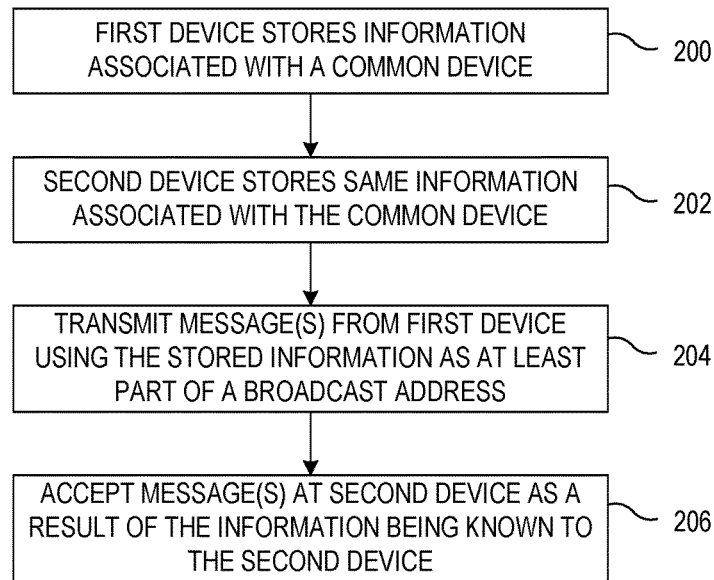 FIRST DEVICE STORES INFORMATION
ASSOCIATED WITH A COMMON DEVICE
200
SECOND DEVICE STORES SAME INFORMATION
ASSOCIATED WITH THE COMMON DEVICE
202
TRANSMIT MESSAGE(S) FROM FIRST DEVICE
USING THE STORED INFORMATION AS AT LEAST
PART OF A BROADCAST ADDRESS
204
ACCEPT MESSAGE(S) AT SECOND DEVICE AS A
RESULT OF THE INFORMATION BEING KNOWN TO
THE SECOND DEVICE
206